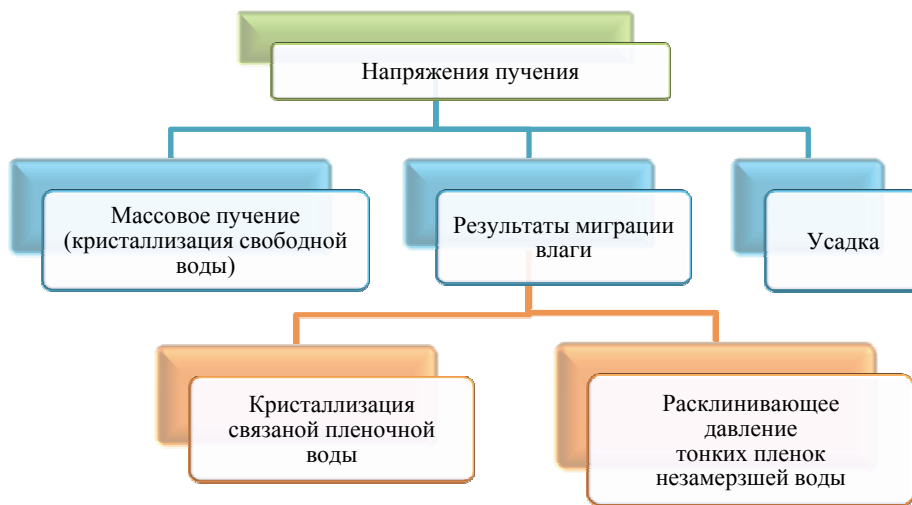 Напряжения пучения
Массовое пучение
(кристаллизация свободной
воды)
Результаты миграции
влаги
Усадка
Кристаллизация
связаной пленочной
воды
Расклинивающее
давление
тонких пленок
незамерзшей воды